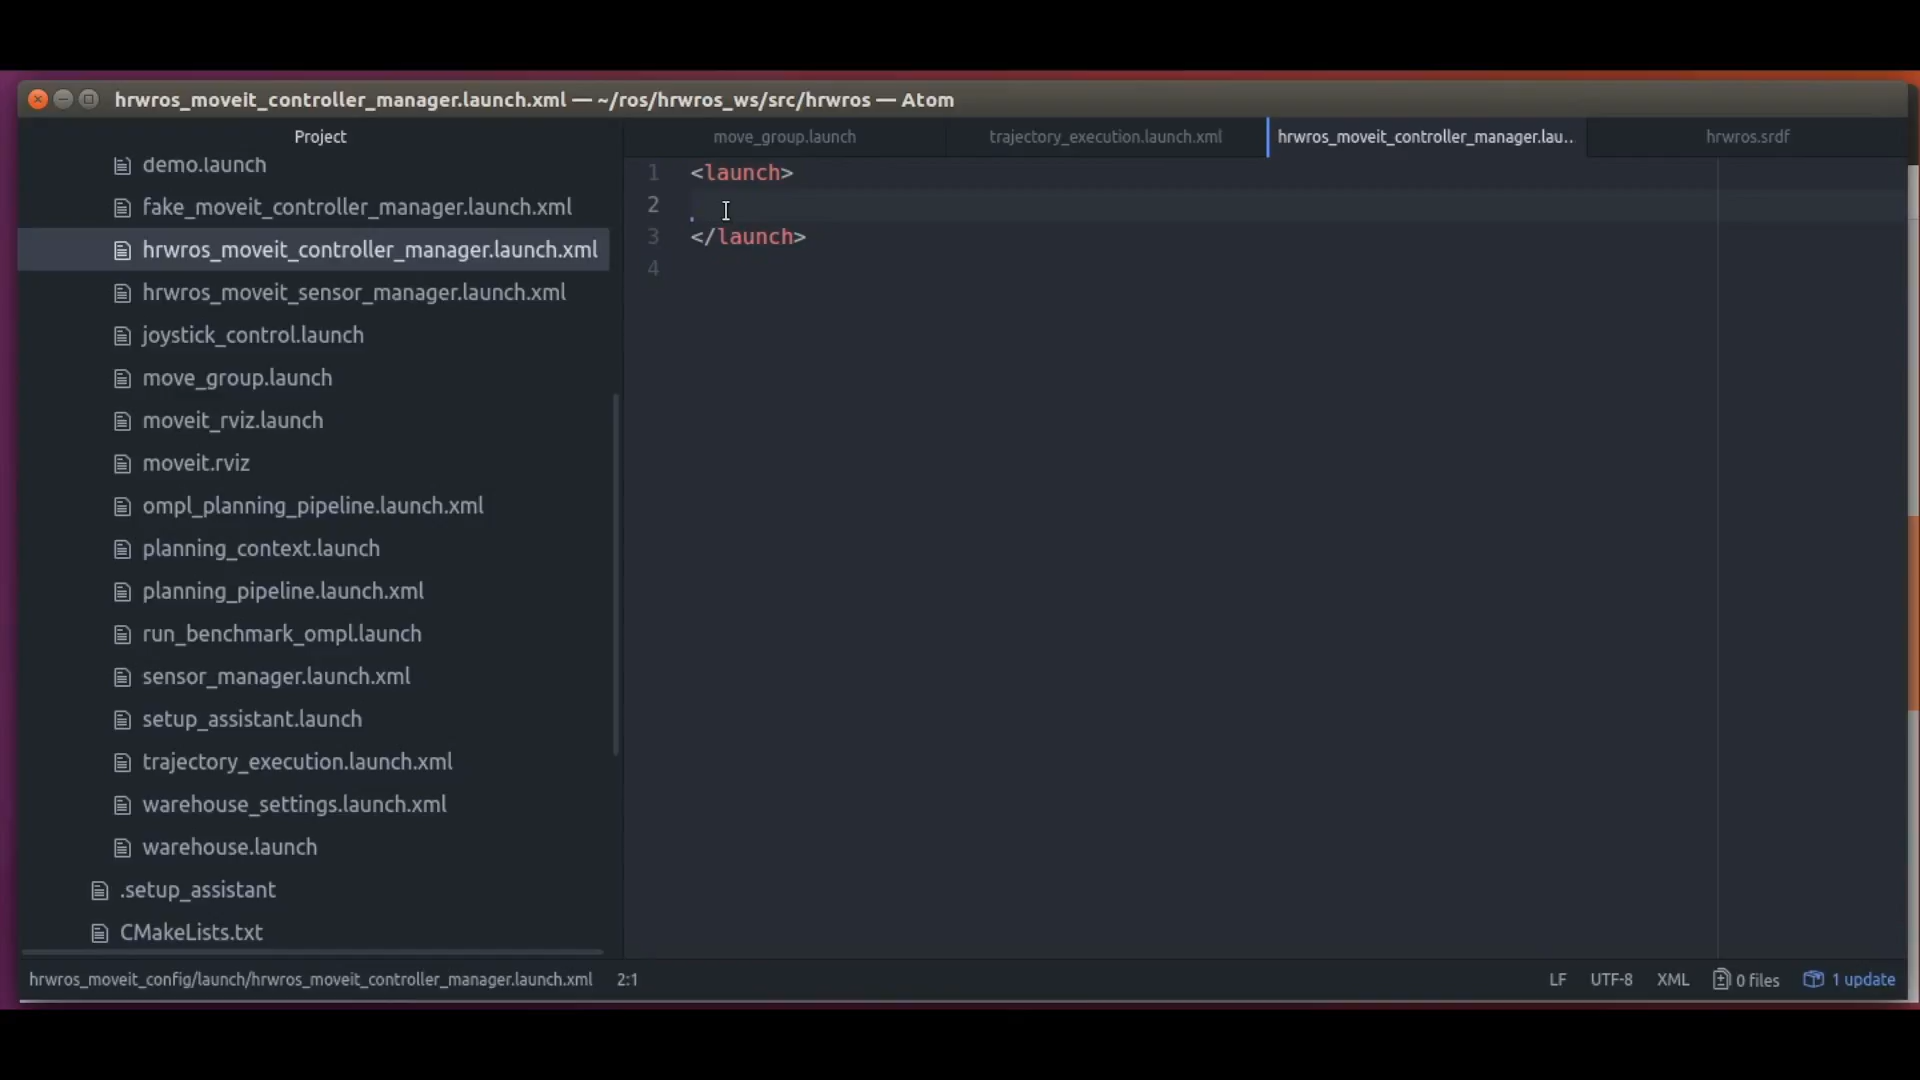 hrwros_moveit_controller_manager.launch.xml — ~/ros/hrwros_ws/src/hrwros — Atom
Project
demo.launch
fake_moveit_controller_manager.launch.xml
hrwros_moveit_controller_manager.launch.xml
hrwros_moveit_sensor_manager.launch.xml
joystick_control.launch
move_group.launch
moveit_rviz.launch
moveit.rviz
ompl_planning_pipeline.launch.xml
planning_context.launch
planning_pipeline.launch.xml
run_benchmark_ompl.launch
sensor_manager.launch.xml
setup_assistant.launch
trajectory_execution.launch.xml
warehouse_settings.launch.xml
warehouse.launch
.setup_assistant
CMakeLists.txt
move_group.launch trajectory_execution.launch.xml hrwros_moveit_controller_manager.lau.. hrwros.srdf
1 <launch>
2
3 </launch>
4
hrwros_moveit_config/launch/hrwros_moveit_controller_manager.launch.xml 2:1 LF UTF-8 XML 0 files 1 update